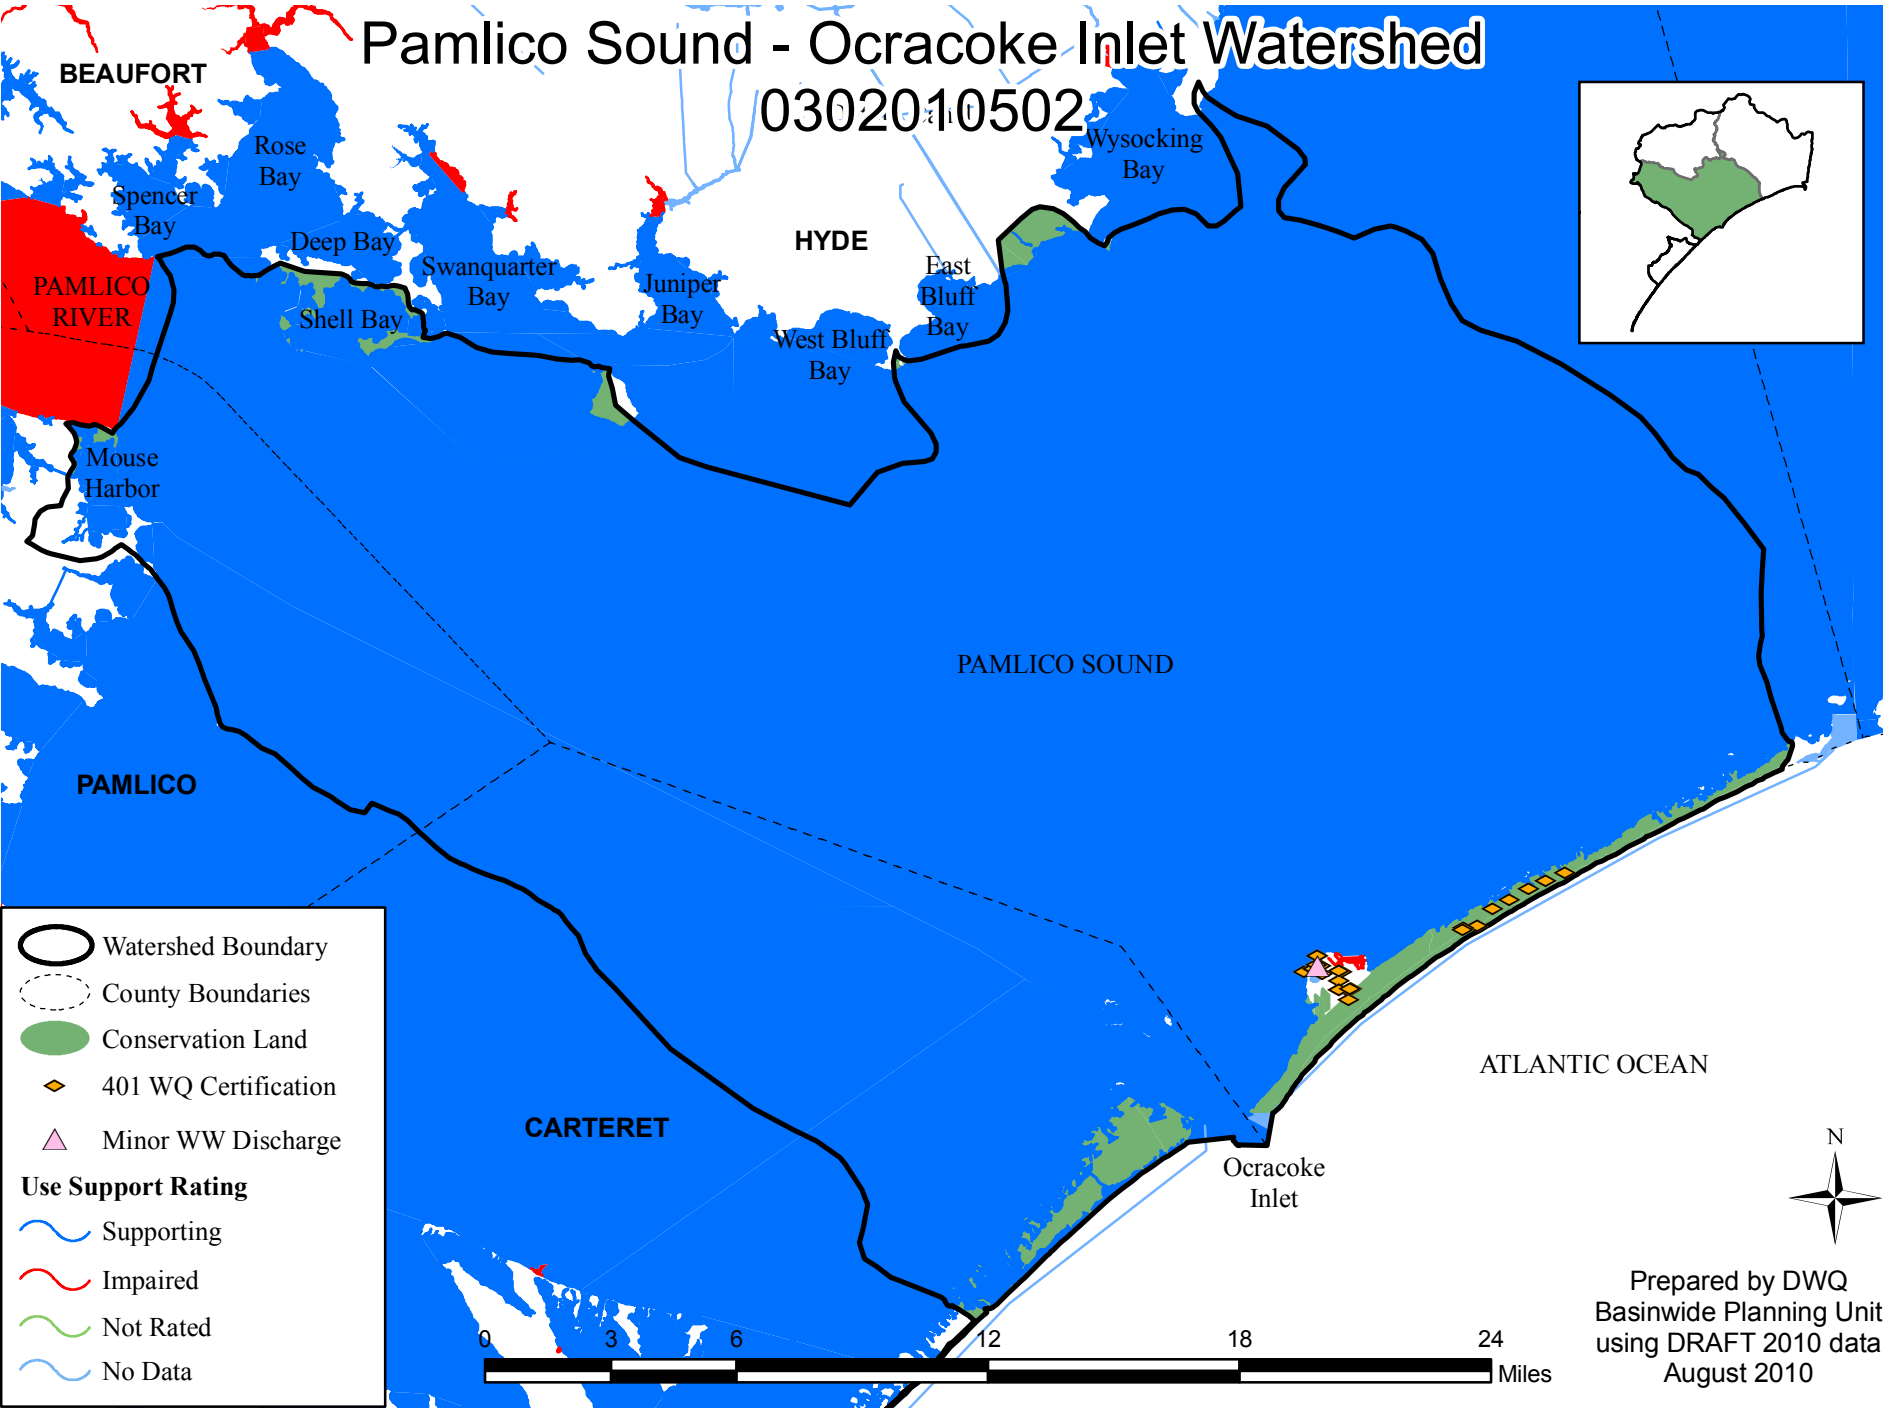 Pamlico Sound - Ocracoke Inlet Watershed
0302010502
BEAUFORT
Rose
Bay
Spencer
Bay
Deep Bay
Swanquarter
Bay
Shell Bay
Juniper
Bay
HYDE
West Bluff
Bay
East
Bluff
Bay
Wysocking
Bay
PAMLICO
RIVER
Mouse
Harbor
PAMLICO SOUND
PAMLICO
CARTERET
Ocracoke
Inlet
ATLANTIC OCEAN
Watershed Boundary
County Boundaries
Conservation Land
401 WQ Certification
Minor WW Discharge
Use Support Rating
Supporting
Impaired
Not Rated
No Data
0 3 6 12 18 24
Miles
N
Prepared by DWQ
Basinwide Planning Unit
using DRAFT 2010 data
August 2010